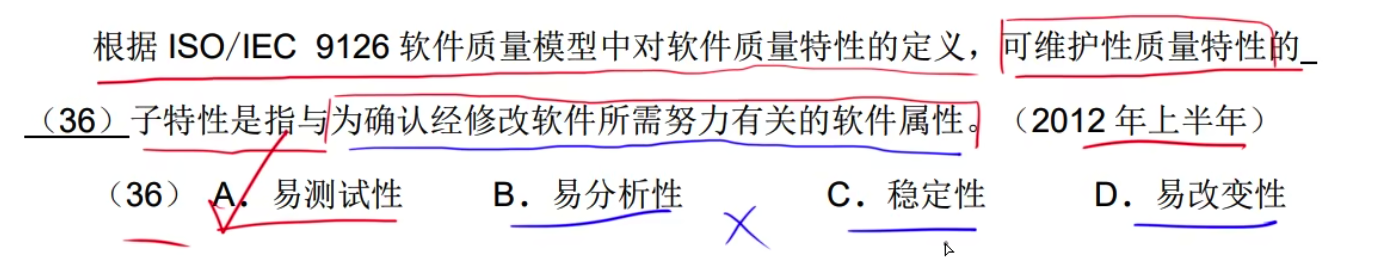 根据 ISO/IEC 9126 软件质量模型中对软件质量特性的定义，可维护性质量特性的
（36）子特性是指与为确认经修改软件所需努力有关的软件属性。（2012 年上半年）
（36） A．易测试性 B．易分析性 C．稳定性 D．易改变性